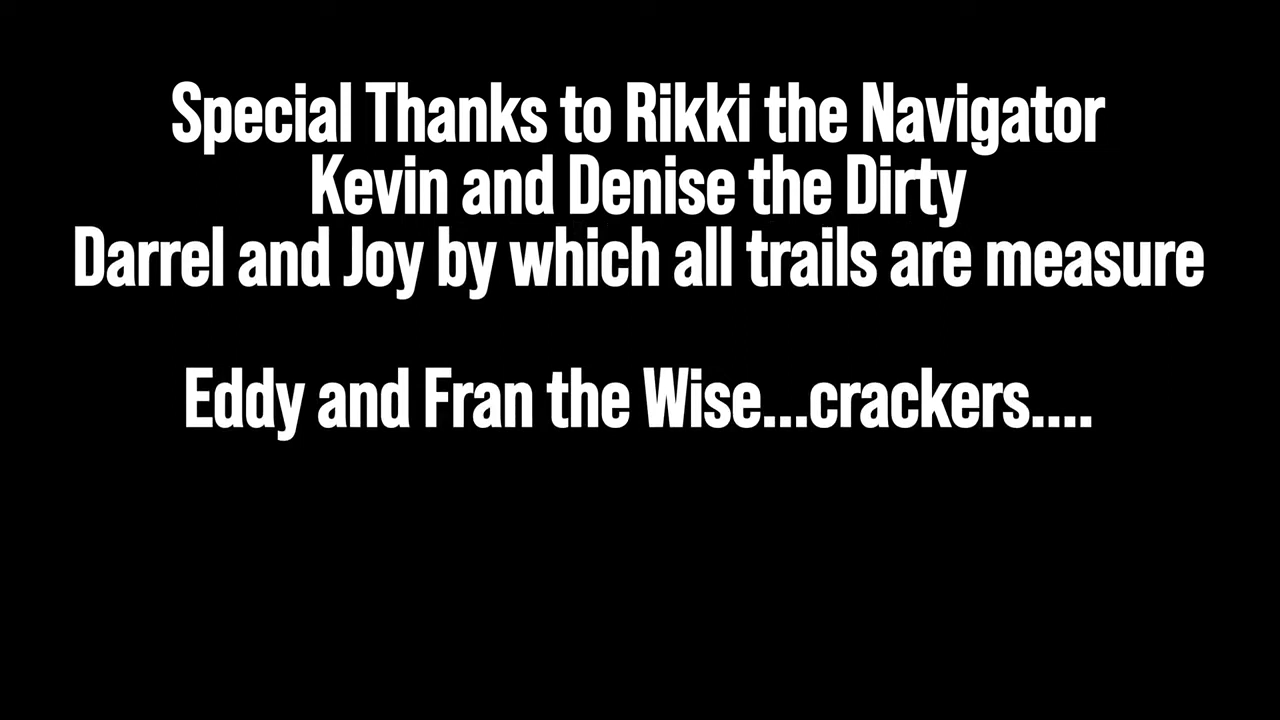 Special Thanks to Rikki the Navigator
Kevin and Denise the Dirty
Darrel and Joy by which all trails are measure
Eddy and Fran the Wise...crackers....